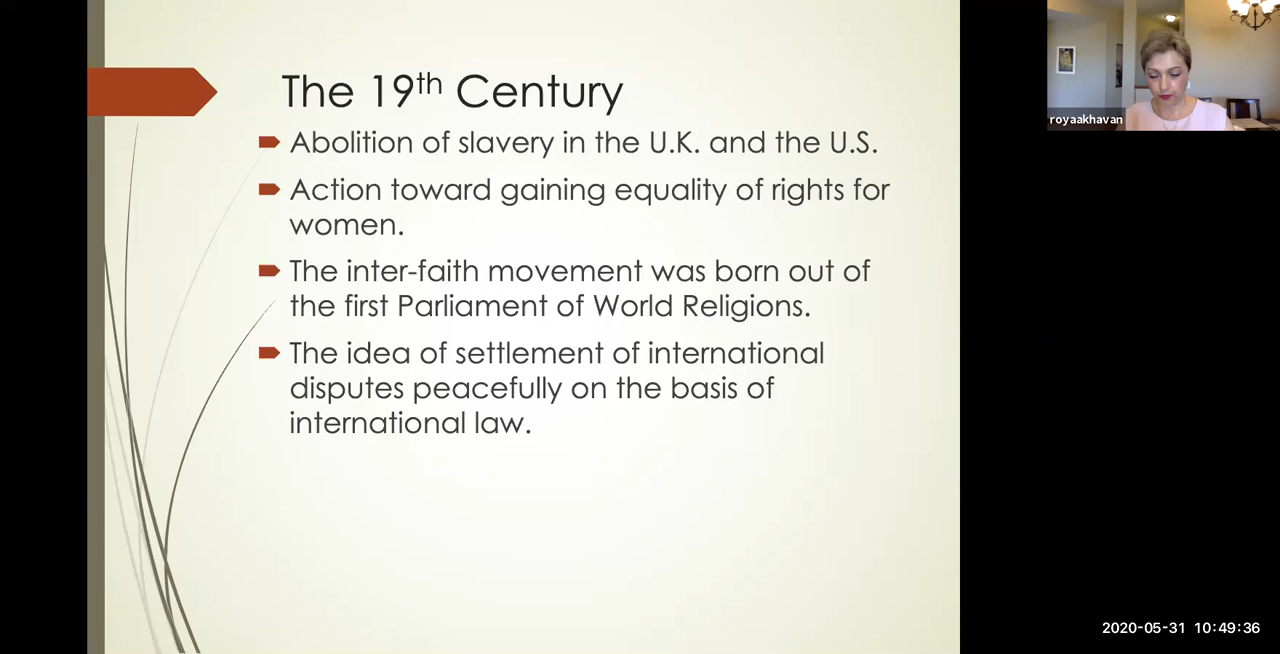 The 19th Century
Abolition of slavery in the U.K. and the U.S.
Action toward gaining equality of rights for
women.
The inter-faith movement was born out of
the first Parliament of World Religions.
The idea of settlement of international
disputes peacefully on the basis of
international law.
royaakhavan
2020-05-31 10:49:36